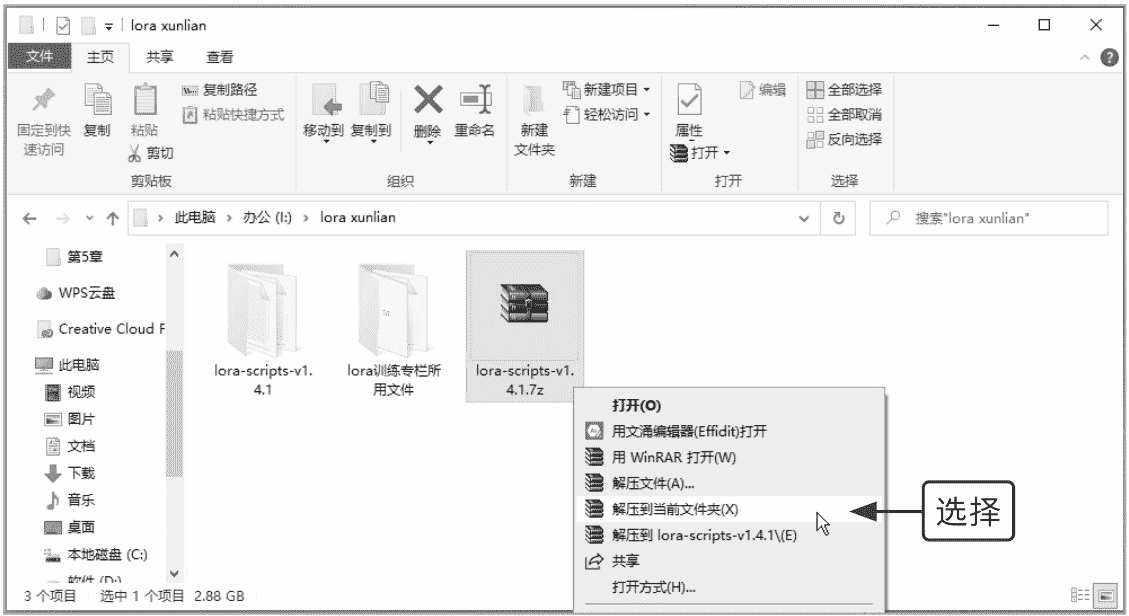 lora xunlian
文件 主页 共享 查看
固定到快速访问
复制
粘贴
复制路径
粘贴快捷方式
剪切
剪贴板
移动到
复制到
删除
重命名
组织
新建文件夹
新建项目
轻松访问
新建
属性
打开
编辑
打开
全部选择
全部取消
反向选择
选择
此电脑 › 办公 (I:) › lora xunlian
搜索"lora xunlian"
第5章
WPS云盘
Creative Cloud F
此电脑
视频
图片
文档
下载
音乐
桌面
本地磁盘 (C:)
软件 (D:)
lora-scripts-v1.
4.1
lora训练专栏所
用文件
lora-scripts-v1.
4.1.7z
打开(O)
用文涌编辑器(Effidit)打开
用 WinRAR 打开(W)
解压文件(A)...
解压到当前文件夹(X)
解压到 lora-scripts-v1.4.1\(E)
共享
打开方式(H)...
选择
3 个项目 选中 1 个项目 2.88 GB